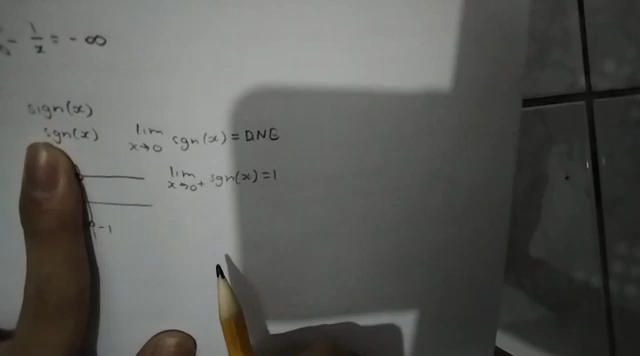 - 1/x = - ∞
sign(x)
sgn(x)
lim x→0 sgn(x) = DNE
lim x→0+ sgn(x) = 1
-1